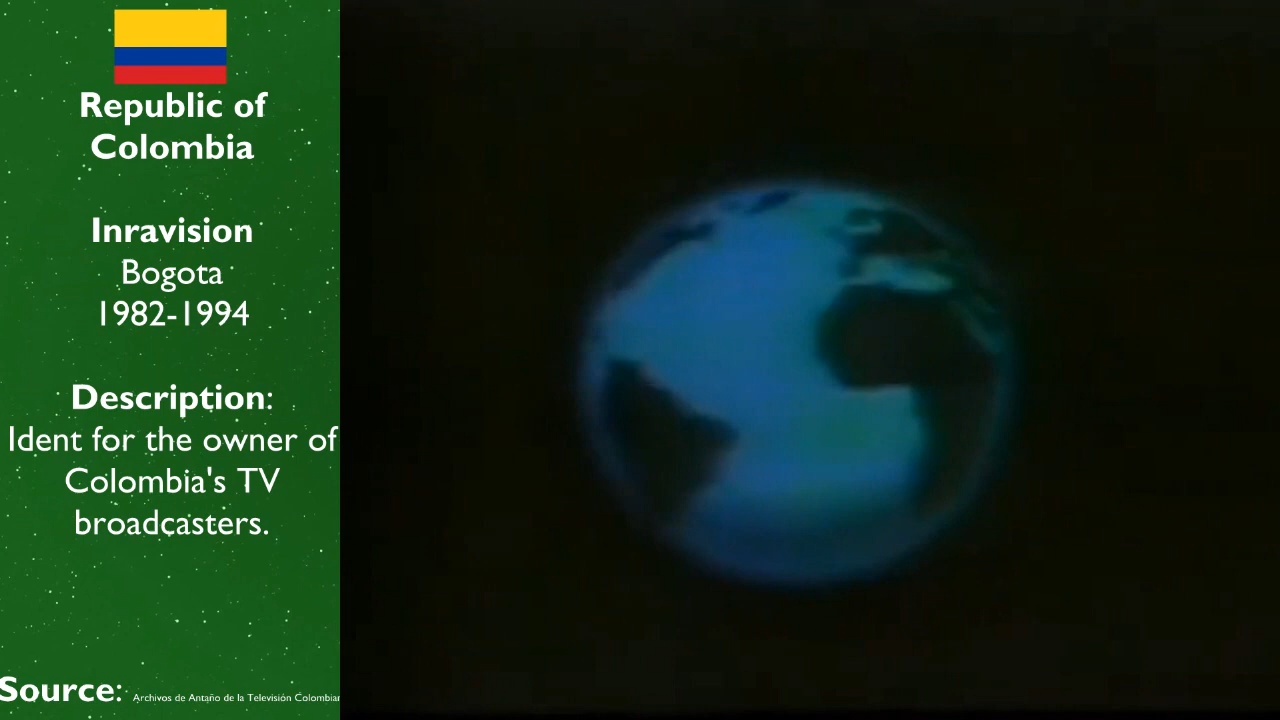 Republic of
Colombia
Inravision
Bogota
1982-1994
Description:
Ident for the owner of
Colombia's TV
broadcasters.
Source: Archivos de Antaño de la Televisión Colombian